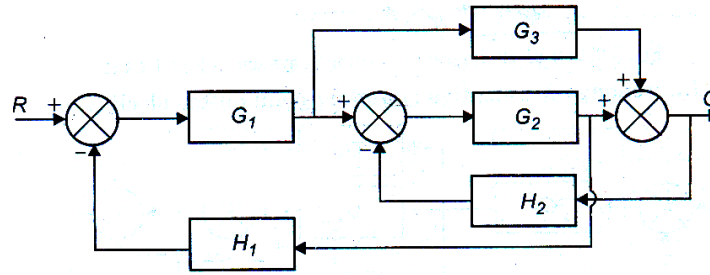 G3
+
R + G1 + G2 + C
−
−
H2
H1